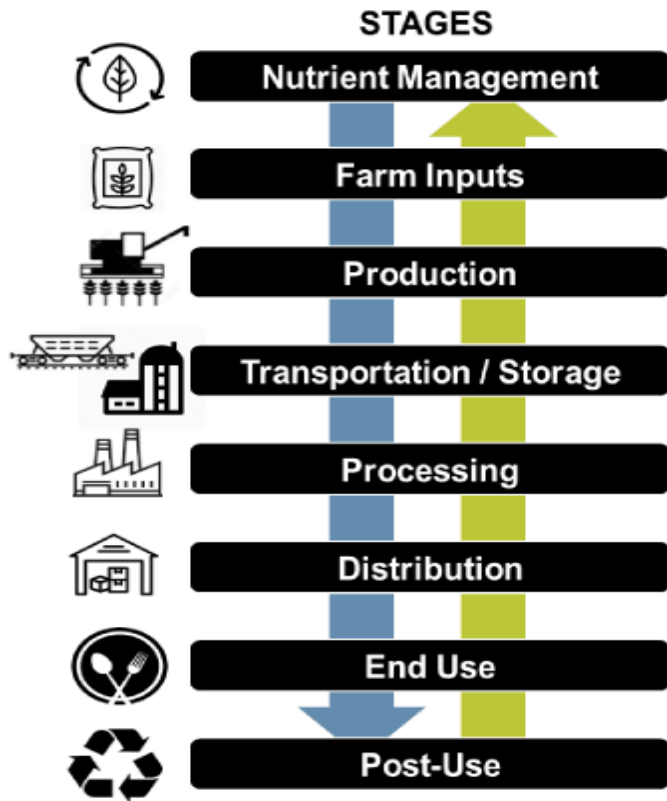 STAGES
Nutrient Management
Farm Inputs
Production
Transportation / Storage
Processing
Distribution
End Use
Post-Use